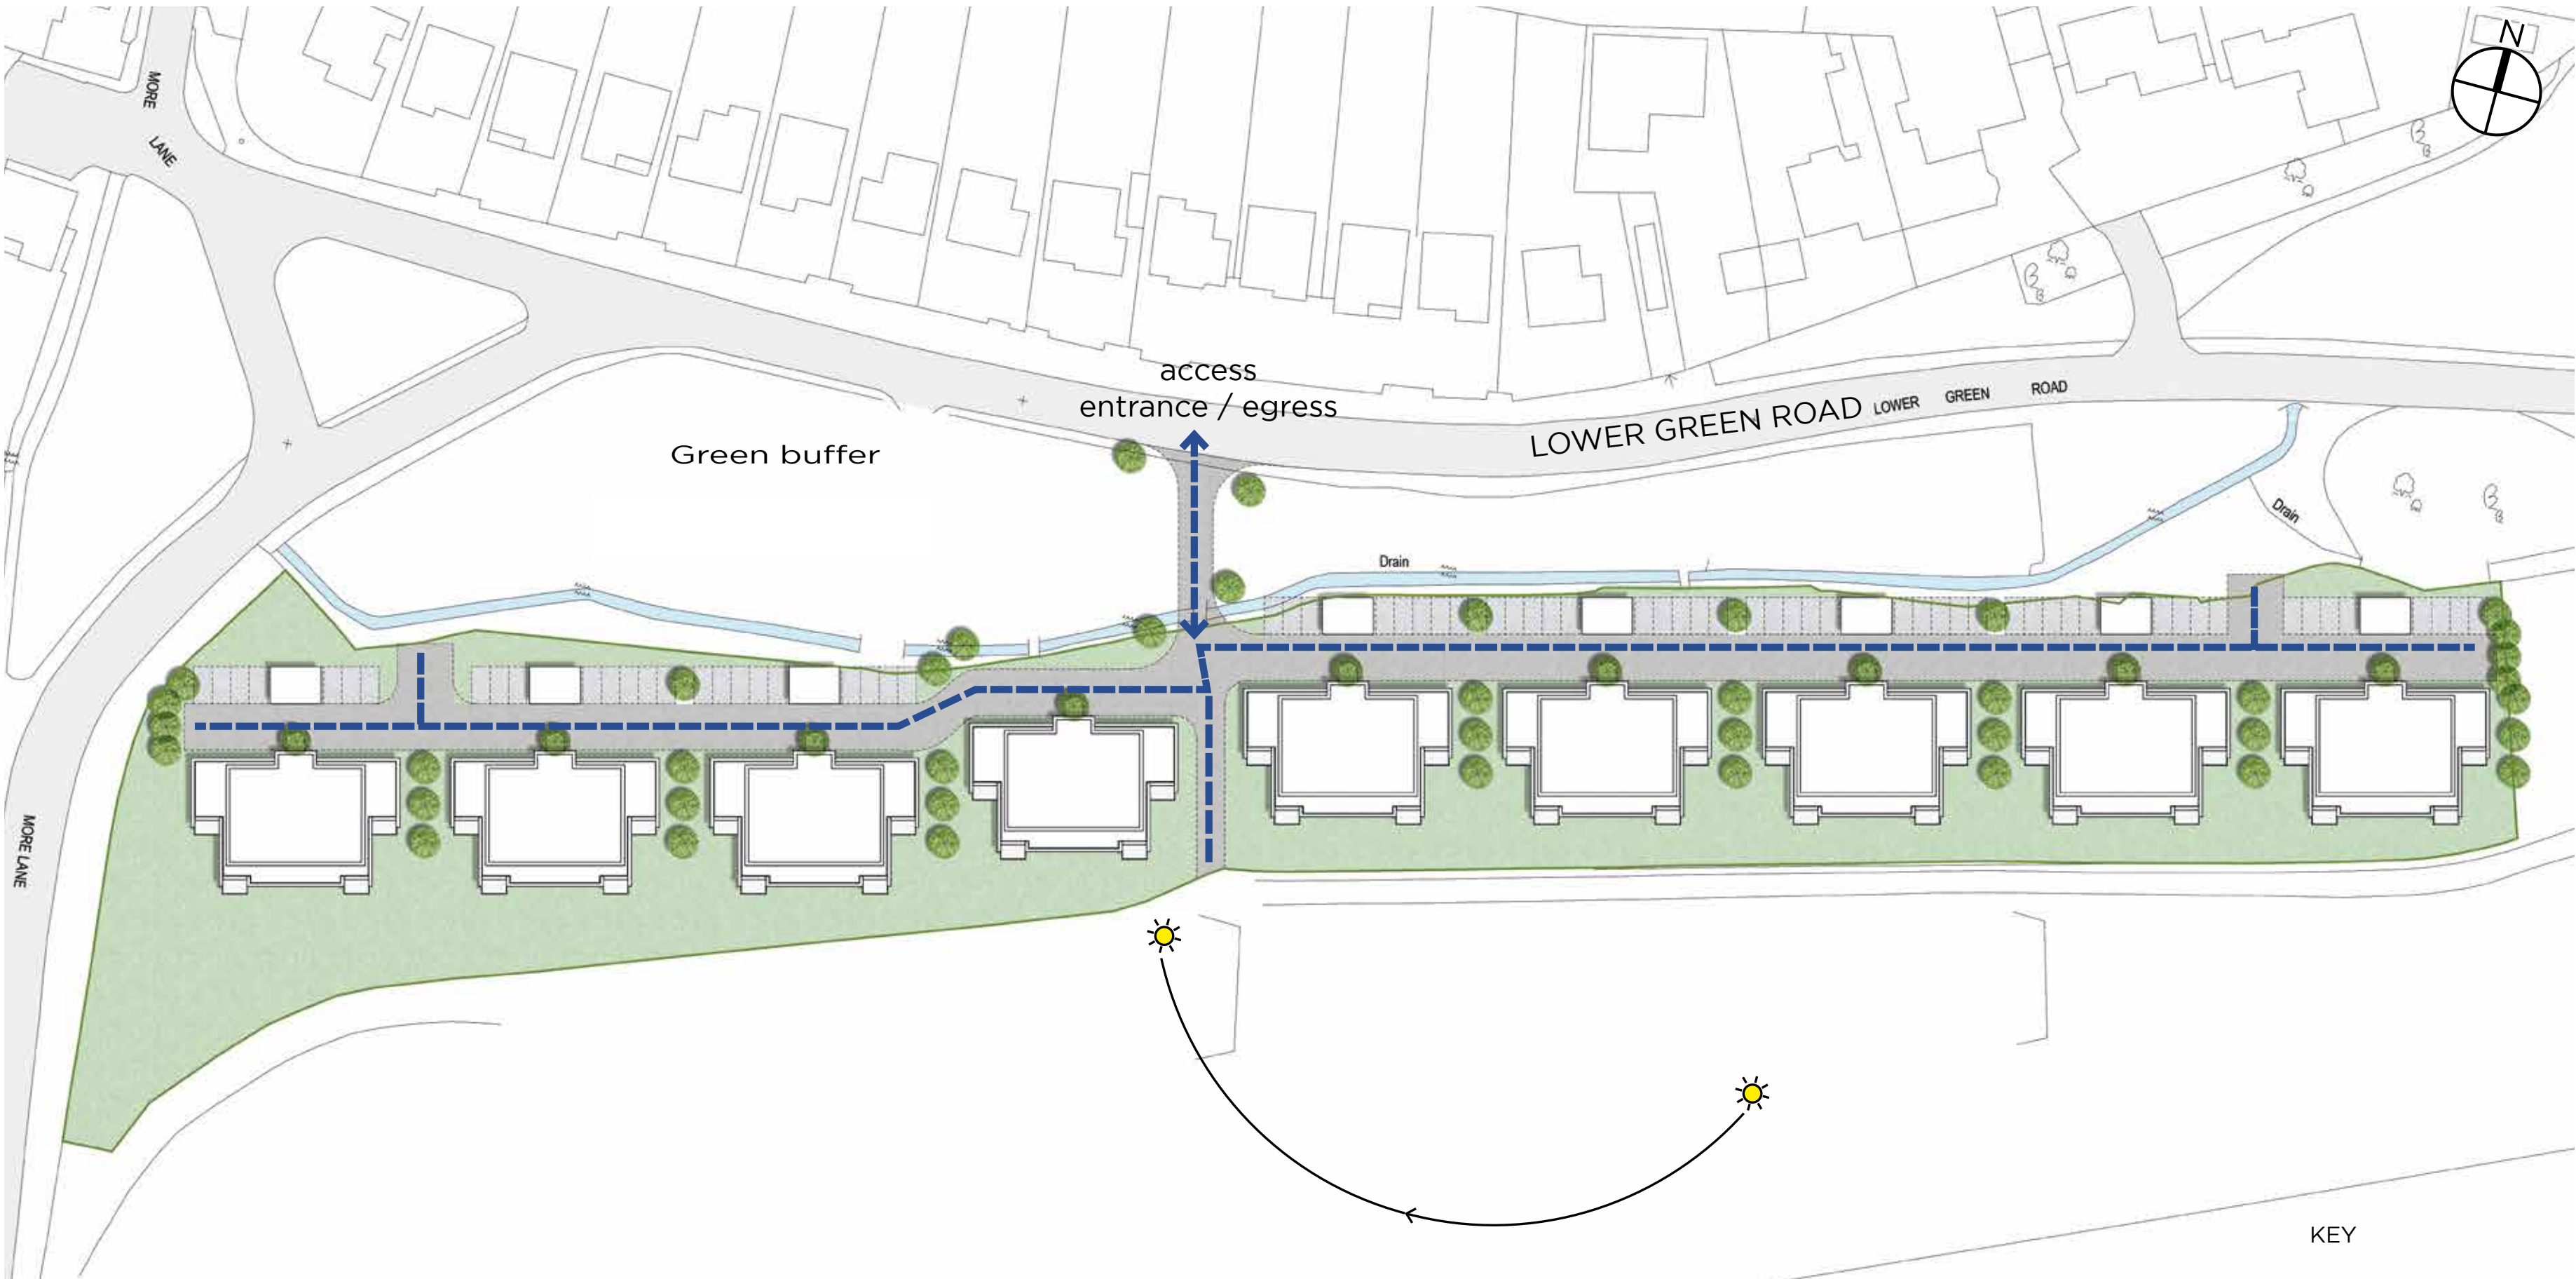 N
MORE
LANE
access
entrance / egress
LOWER GREEN ROAD
LOWER GREEN ROAD
Green buffer
Drain
Drain
MORE LANE
KEY